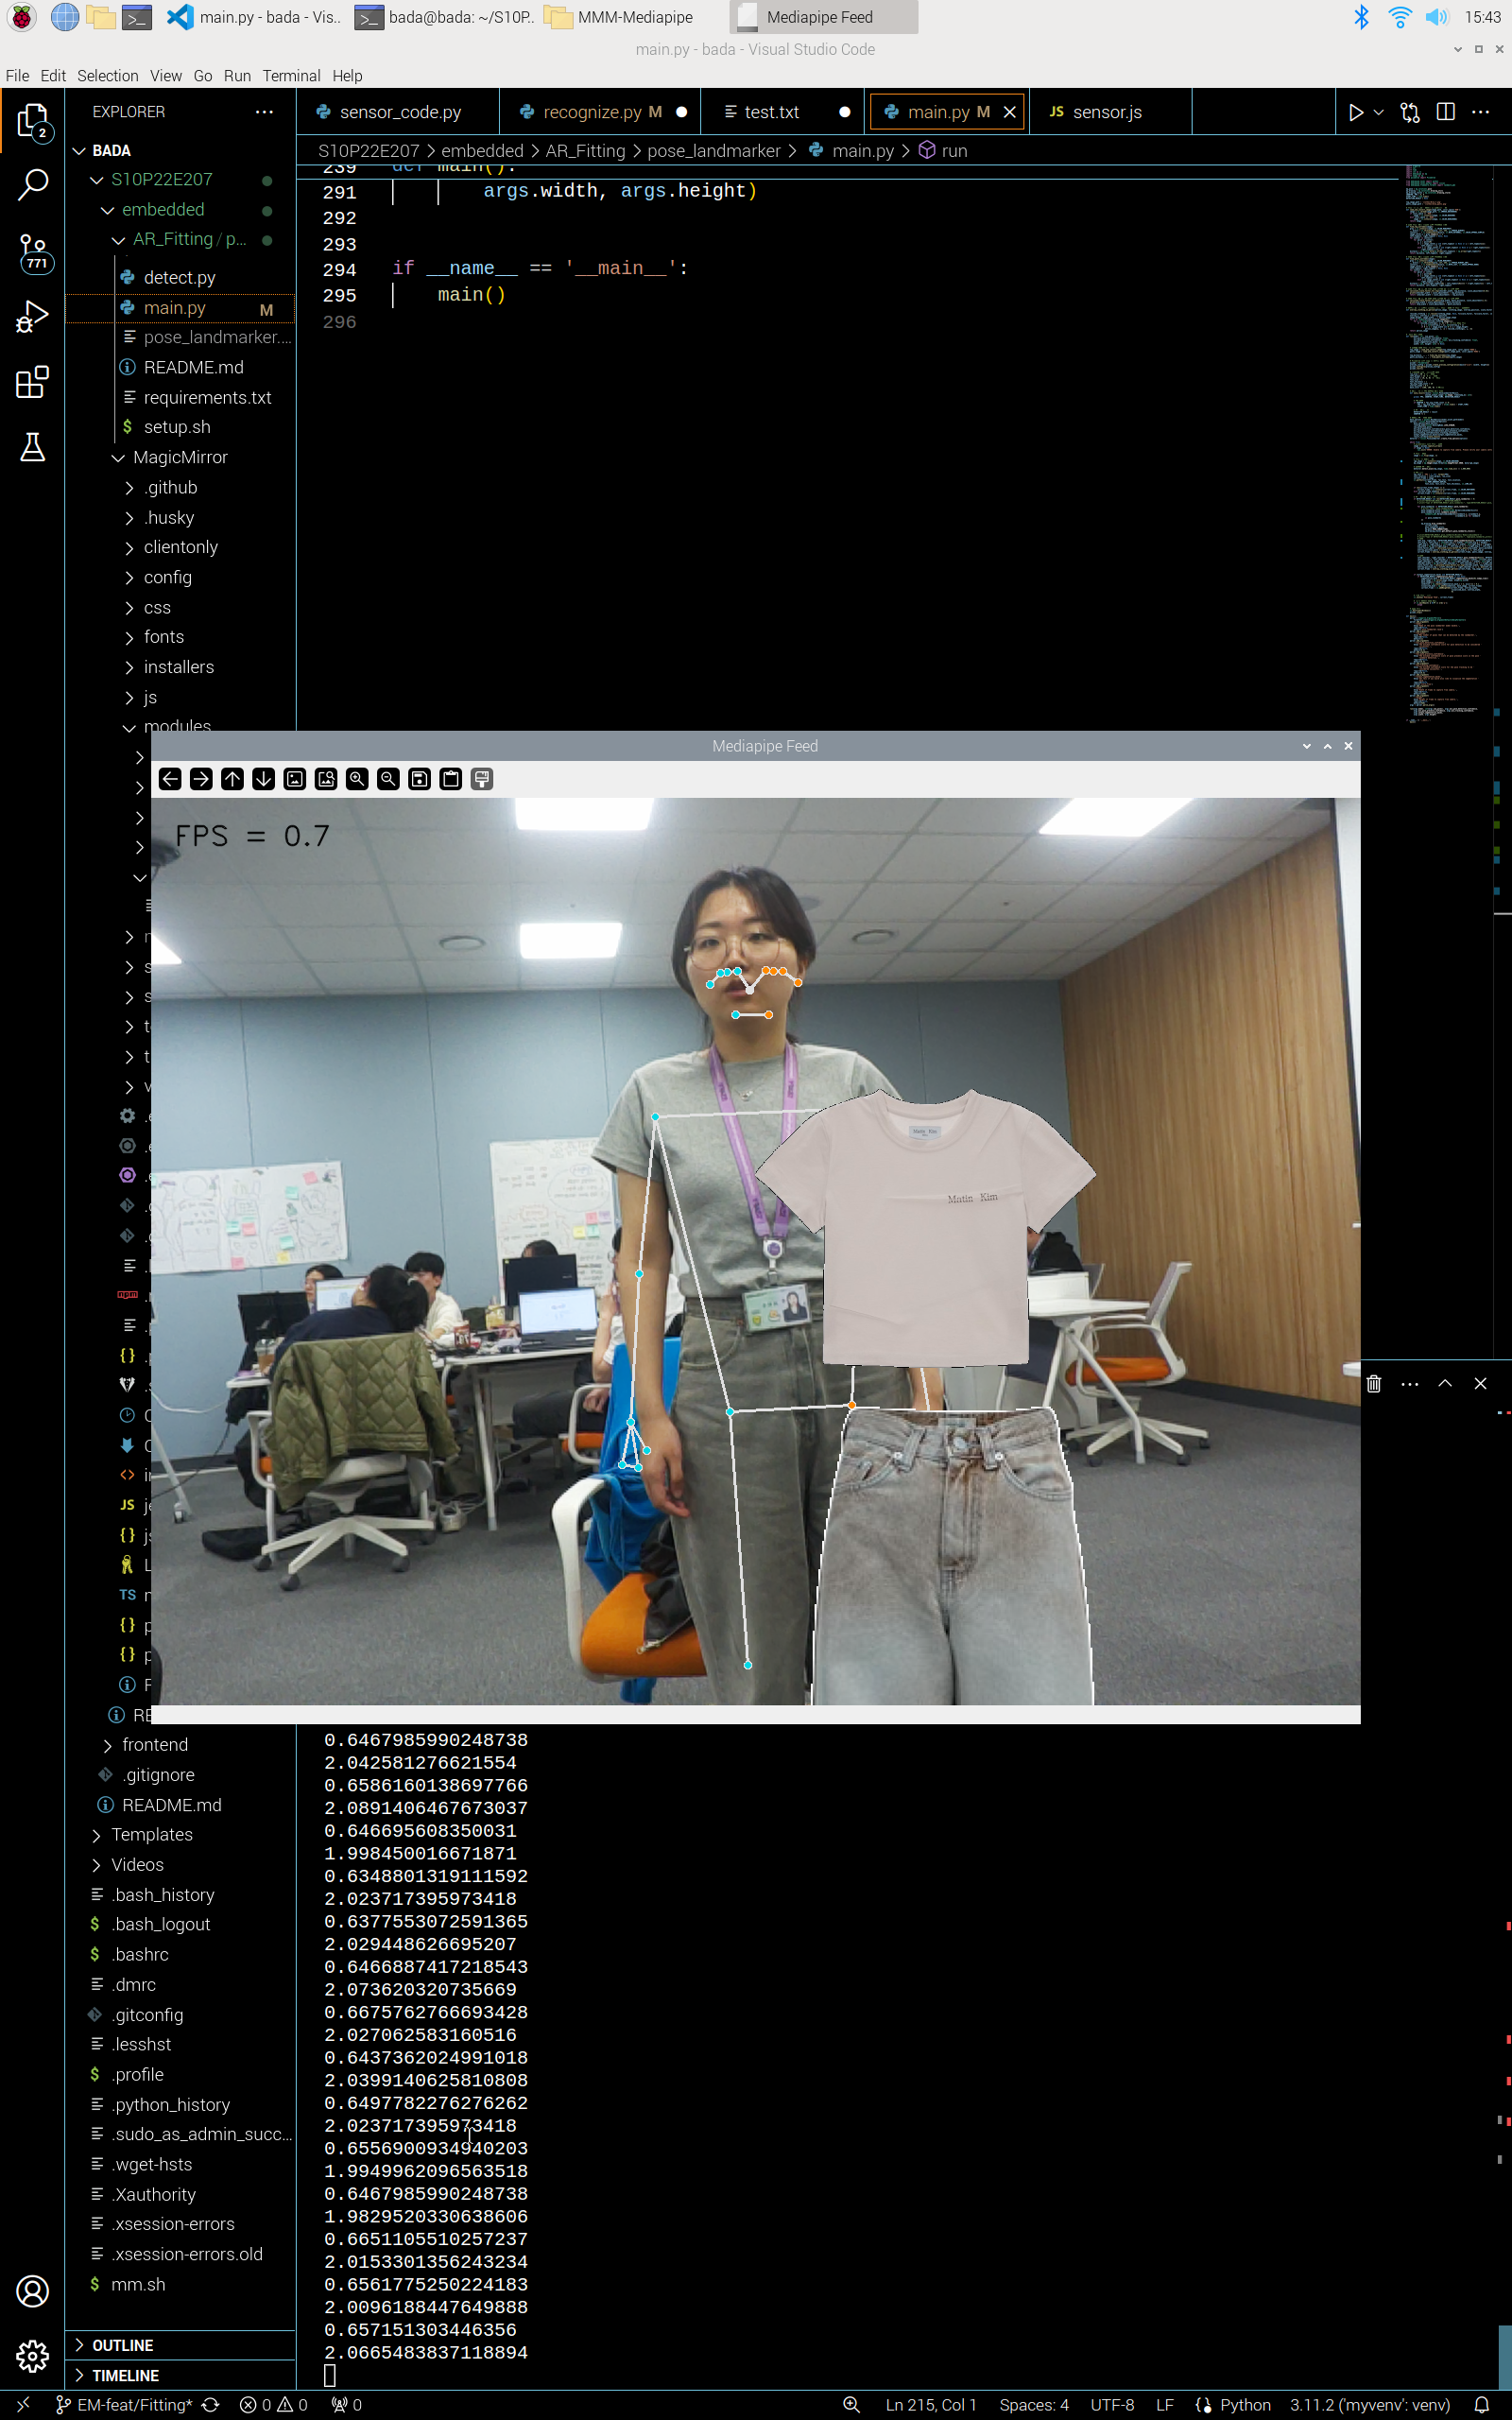 main.py - bada - Vis..
bada@bada: ~/S10P..
MMM-Mediapipe
Mediapipe Feed
15:43
main.py - bada - Visual Studio Code
File Edit Selection View Go Run Terminal Help
EXPLORER
sensor_code.py
recognize.py M
test.txt
main.py M
JS sensor.js
2
BADA
S10P22E207 > embedded > AR_Fitting > pose_landmarker > main.py > run
S10P22E207
239 def main():
291 args.width, args.height)
embedded
292
AR_Fitting / p...
293
771
detect.py
294 if __name__ == '__main__':
main.py M
295 main()
296
pose_landmarker....
README.md
requirements.txt
$ setup.sh
MagicMirror
.github
.husky
clientonly
config
css
fonts
installers
js
modules
Mediapipe Feed
FPS = 0.7
Matin Kim
JS
TS
frontend
.gitignore
README.md
Templates
Videos
.bash_history
$ .bash_logout
$ .bashrc
.dmrc
.gitconfig
.lesshst
$ .profile
.python_history
.sudo_as_admin_succ...
.wget-hsts
.Xauthority
.xsession-errors
.xsession-errors.old
$ mm.sh
OUTLINE
TIMELINE
0.6467985990248738
2.042581276621554
0.6586160138697766
2.0891406467673037
0.646695608350031
1.998450016671871
0.6348801319111592
2.023717395973418
0.6377553072591365
2.029448626695207
0.6466887417218543
2.073620320735669
0.6675762766693428
2.027062583160516
0.6437362024991018
2.0399140625810808
0.6497782276276262
2.023717395973418
0.6556900934940203
1.9949962096563518
0.6467985990248738
1.9829520330638606
0.6651105510257237
2.0153301356243234
0.6561775250224183
2.0096188447649888
0.657151303446356
2.0665483837118894
EM-feat/Fitting* 0 0 0
Ln 215, Col 1 Spaces: 4 UTF-8 LF Python 3.11.2 ('myvenv': venv)